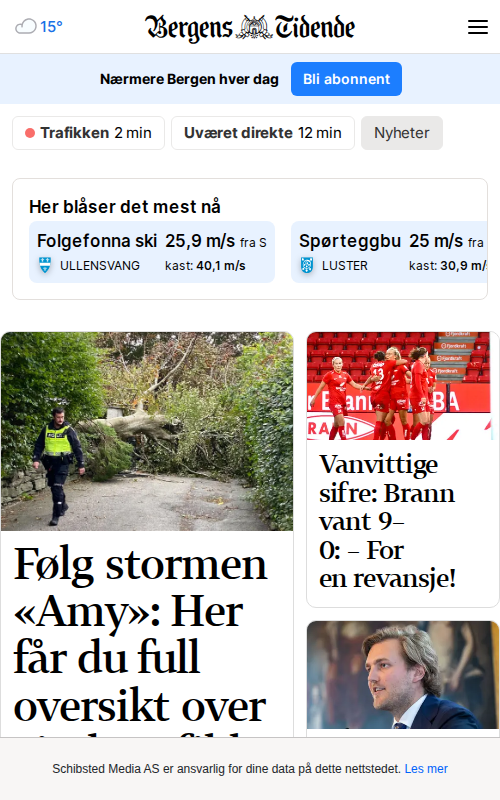 15°
Bergens Tidende
Nærmere Bergen hver dag
Bli abonnent
Trafikken 2 min
Uværet direkte 12 min
Nyheter
Her blåser det mest nå
Folgefonna ski 25,9 m/s fra S
ULLENSVANG kast: 40,1 m/s
Spørteggbu 25 m/s fra
LUSTER kast: 30,9 m/
Vanvittige
sifre: Brann
vant 9–
0: – For
en revansje!
Følg stormen
«Amy»: Her
får du full
oversikt over
Schibsted Media AS er ansvarlig for dine data på dette nettstedet. Les mer